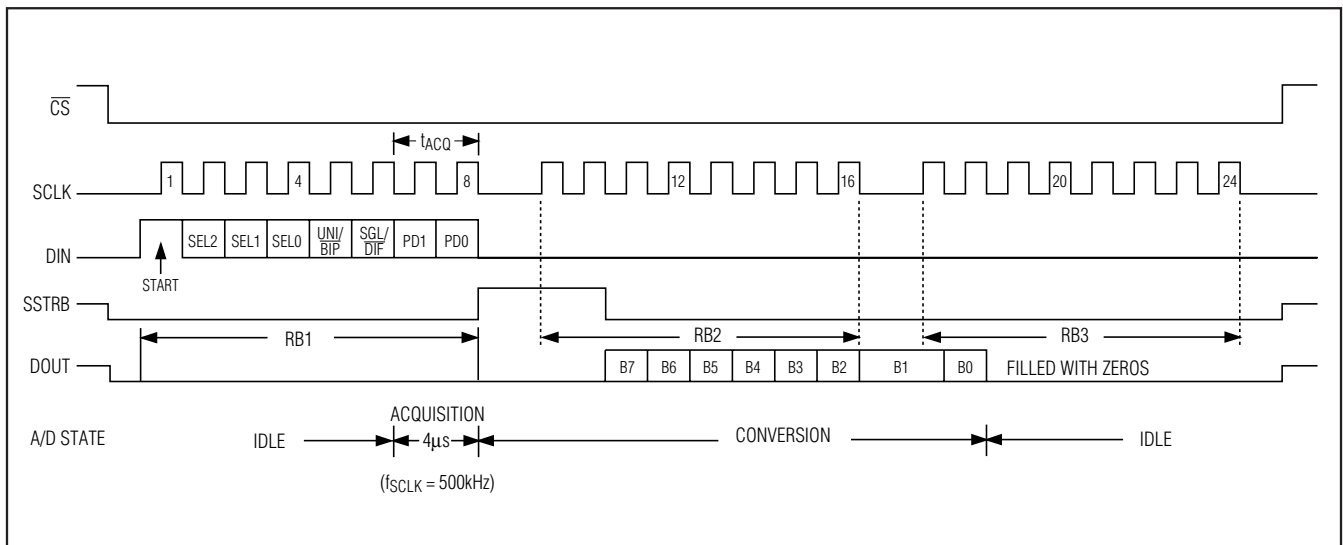 CS
tACQ
SCLK 1 4 8 12 16 20 24
DIN SEL2 SEL1 SEL0 UNI/BIP SGL/DIF PD1 PD0
START
SSTRB
RB1 RB2 RB3
DOUT B7 B6 B5 B4 B3 B2 B1 B0 FILLED WITH ZEROS
A/D STATE IDLE ACQUISITION 4µs CONVERSION IDLE
(fSCLK = 500kHz)